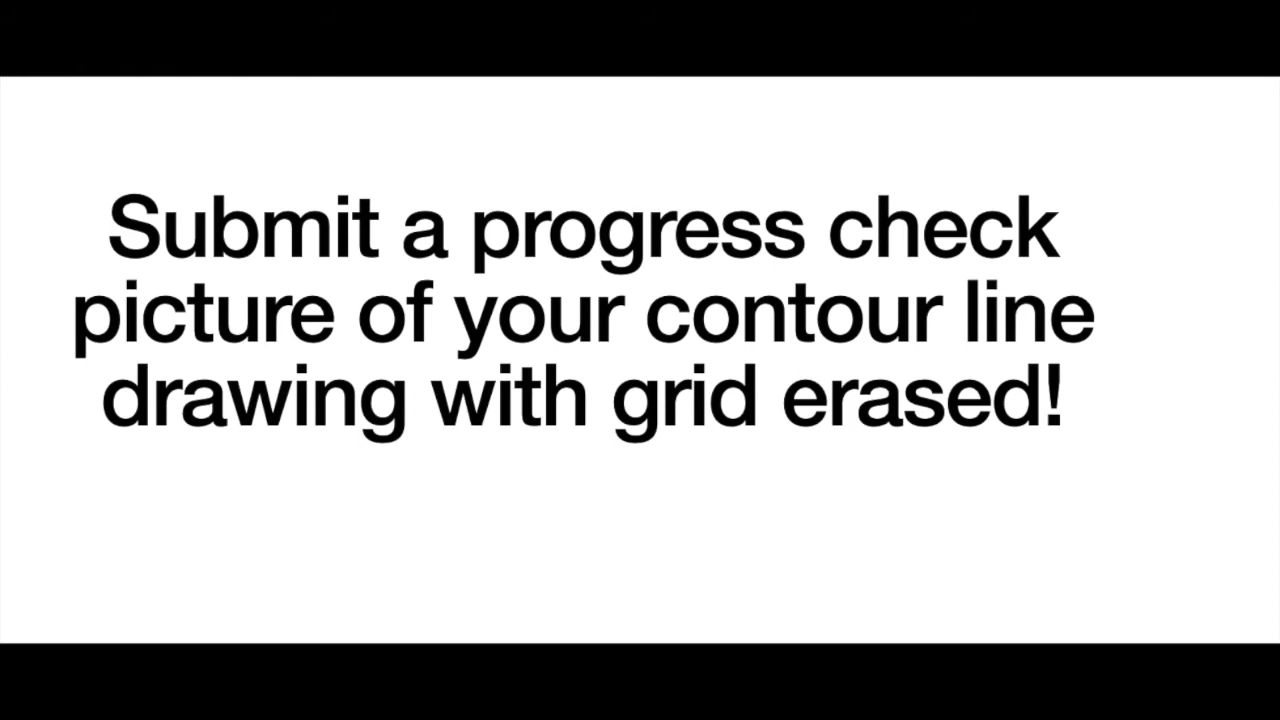 Submit a progress check
picture of your contour line
drawing with grid erased!